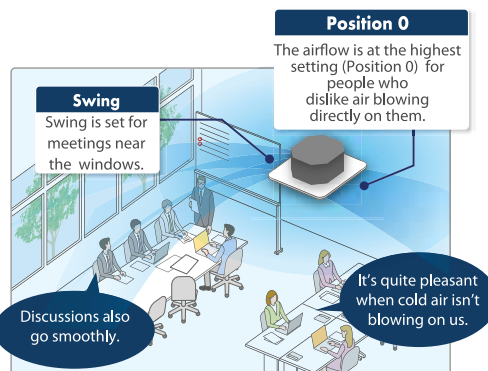 Position 0
The airflow is at the highest
setting (Position 0) for
people who
dislike air blowing
directly on them.
Swing
Swing is set for
meetings near
the windows.
Discussions also
go smoothly.
It's quite pleasant
when cold air isn't
blowing on us.